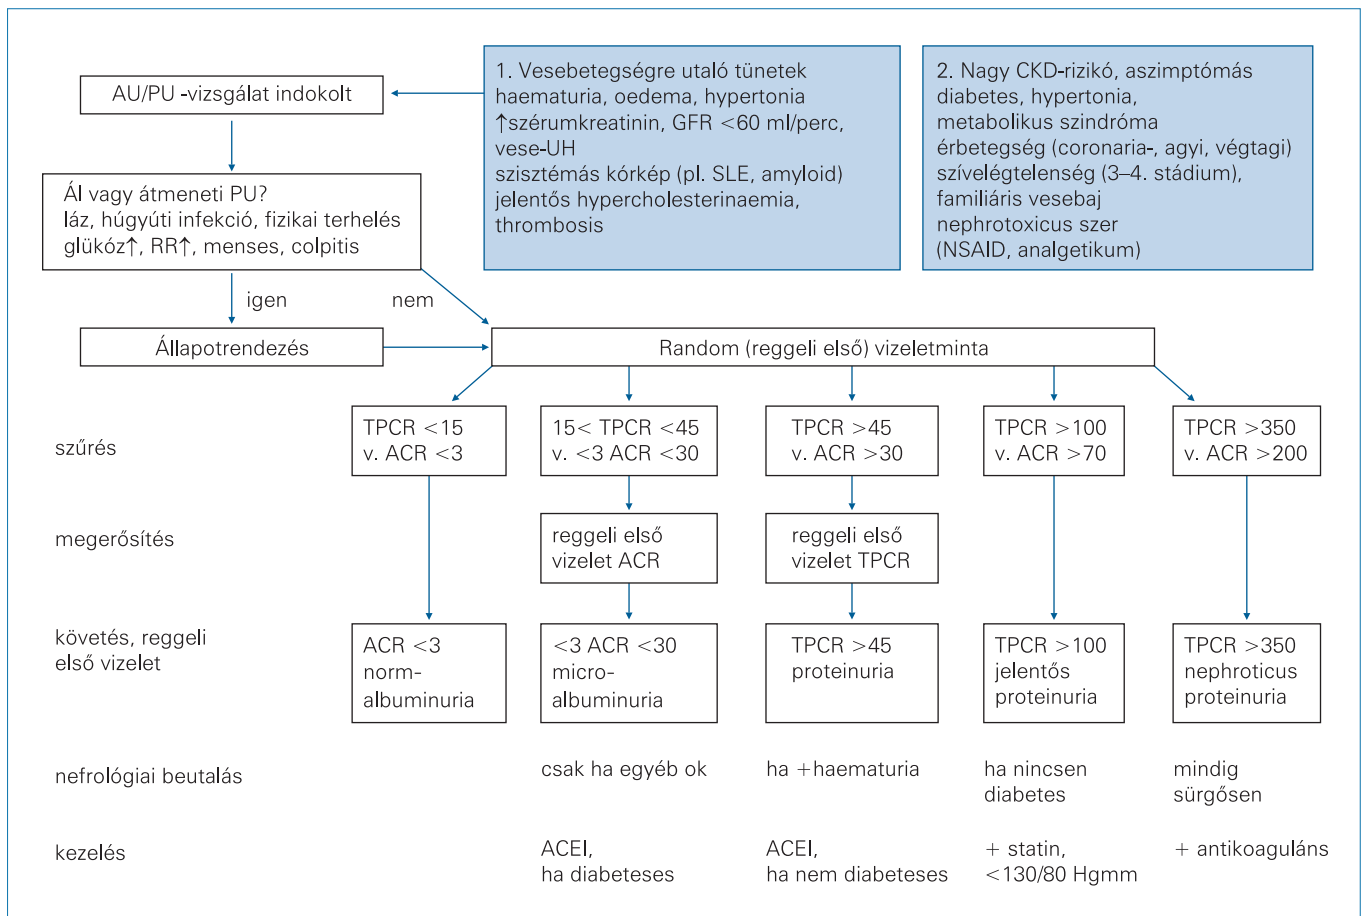 AU/PU -vizsgálat indokolt
1. Vesebetegségre utaló tünetek
haematuria, oedema, hypertonia
↑szérumkreatinin, GFR <60 ml/perc,
vese-UH
szisztémás kórkép (pl. SLE, amyloid)
jelentős hypercholesterinaemia,
thrombosis
2. Nagy CKD-rizikó, aszimptómás
diabetes, hypertonia,
metabolikus szindróma
érbetegség (coronaria-, agyi, végtagi)
szívelégtelenség (3–4. stádium),
familiáris vesebaj
nephrotoxicus szer
(NSAID, analgetikum)
Ál vagy átmeneti PU?
láz, húgyúti infekció, fizikai terhelés
glükóz↑, RR↑, menses, colpitis
igen
nem
Állapotrendezés
Random (reggeli első) vizeletminta
szűrés
TPCR <15
v. ACR <3
15< TPCR <45
v. <3 ACR <30
TPCR >45
v. ACR >30
TPCR >100
v. ACR >70
TPCR >350
v. ACR >200
megerősítés
reggeli első
vizelet ACR
reggeli első
vizelet TPCR
követés, reggeli
első vizelet
ACR <3
norm-
albuminuria
<3 ACR <30
micro-
albuminuria
TPCR >45
proteinuria
TPCR >100
jelentős
proteinuria
TPCR >350
nephroticus
proteinuria
nefrológiai beutalás
csak ha egyéb ok
ha +haematuria
ha nincsen
diabetes
mindig
sürgősen
kezelés
ACEI,
ha diabeteses
ACEI,
ha nem diabeteses
+ statin,
<130/80 Hgmm
+ antikoaguláns